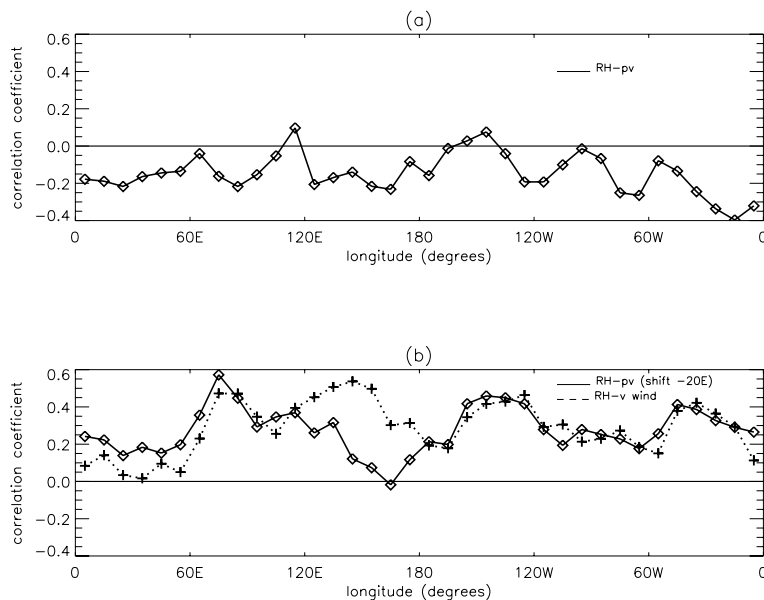 (a)
0.6
0.4
0.2
0.0
−0.2
−0.4
correlation coefficient
RH−pv
0 60E 120E 180 120W 60W 0
longitude (degrees)
(b)
0.6
0.4
0.2
0.0
−0.2
−0.4
correlation coefficient
RH−pv (shift −20E)
RH−v wind
0 60E 120E 180 120W 60W 0
longitude (degrees)